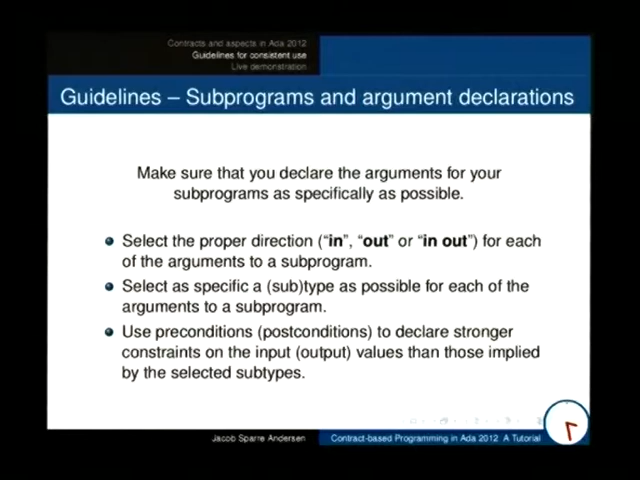 Contracts and aspects in Ada 2012
Guidelines for consistent use
Live demonstration
Guidelines – Subprograms and argument declarations
Make sure that you declare the arguments for your
subprograms as specifically as possible.
Select the proper direction (“in”, “out” or “in out”) for each
of the arguments to a subprogram.
Select as specific a (sub)type as possible for each of the
arguments to a subprogram.
Use preconditions (postconditions) to declare stronger
constraints on the input (output) values than those implied
by the selected subtypes.
Jacob Sparre Andersen
Contract-based Programming in Ada 2012 A Tutorial